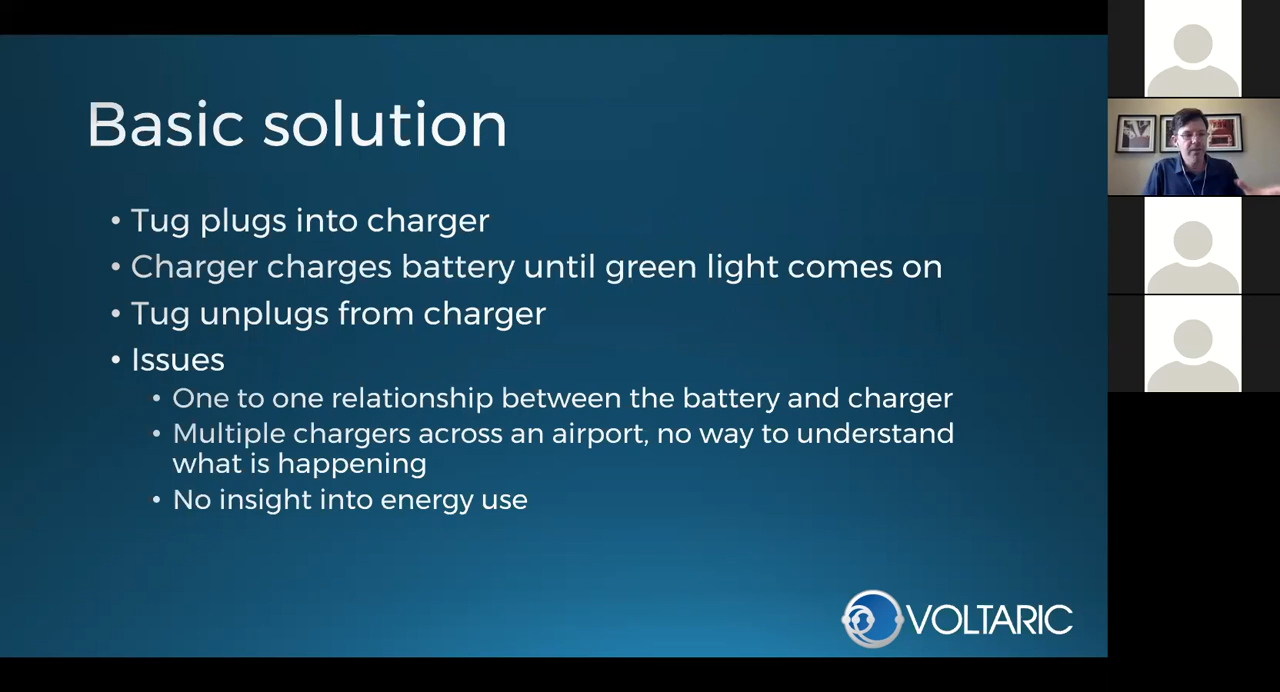 Basic solution
• Tug plugs into charger
• Charger charges battery until green light comes on
• Tug unplugs from charger
• Issues
• One to one relationship between the battery and charger
• Multiple chargers across an airport, no way to understand
what is happening
• No insight into energy use
VOLTARIC